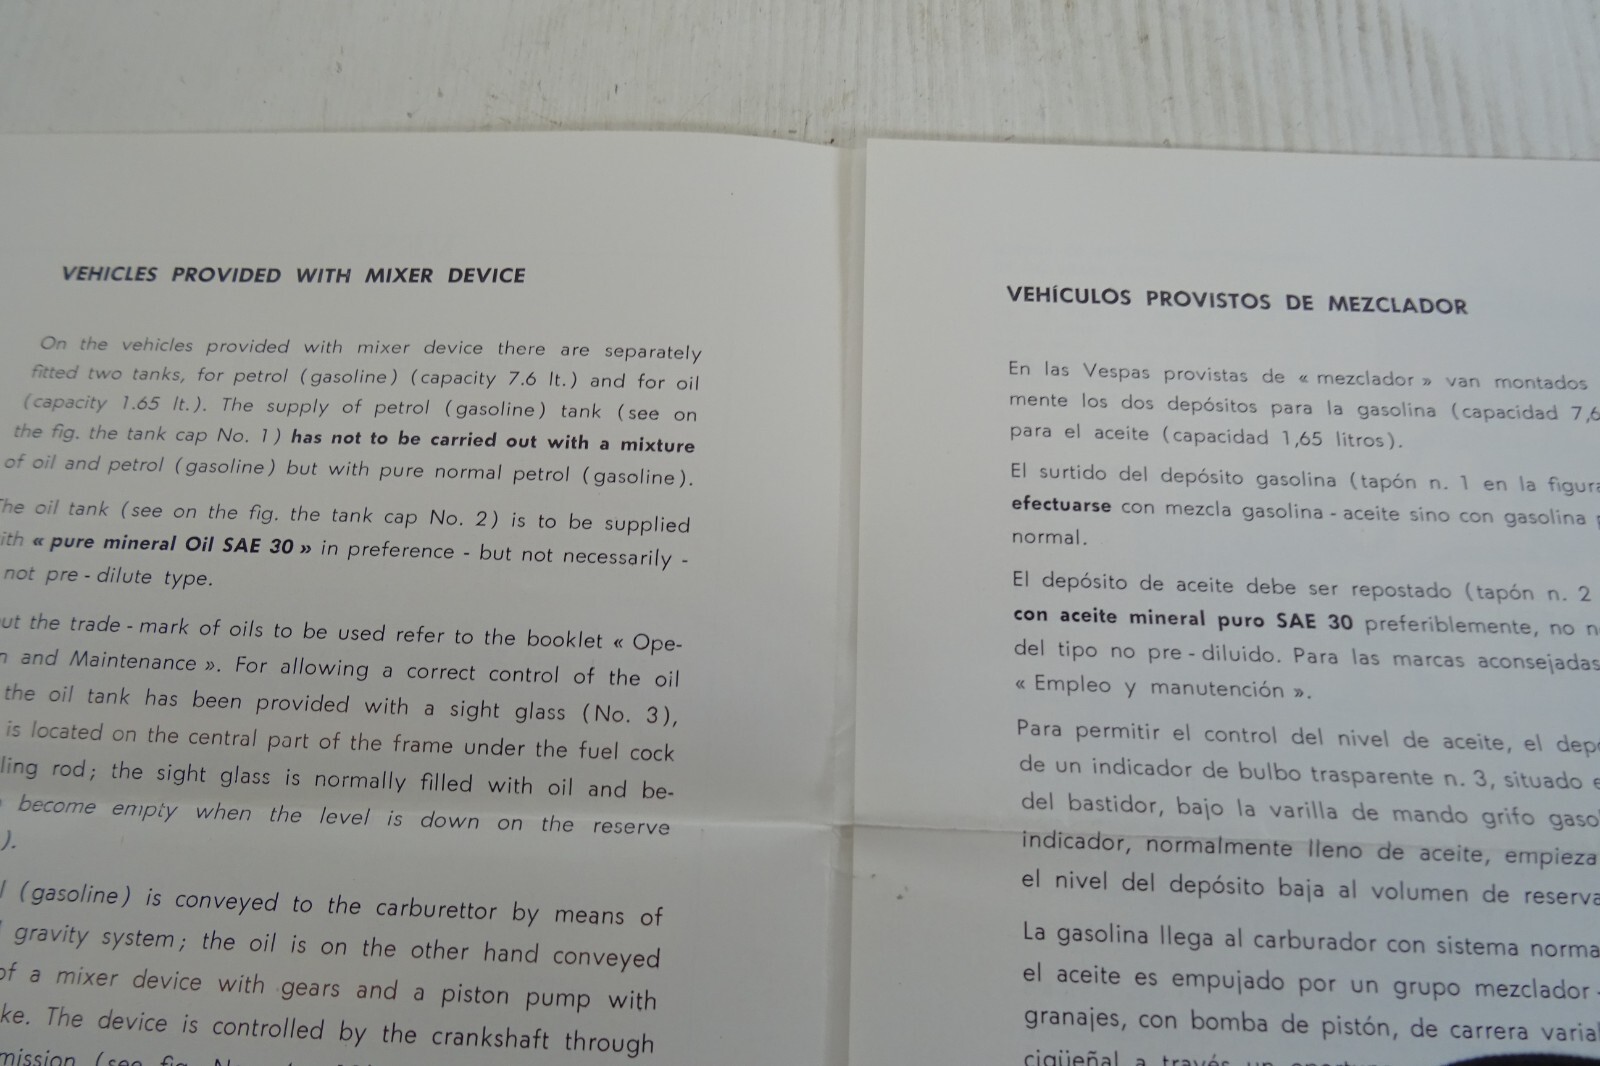 VEHICLES PROVIDED WITH MIXER DEVICE
On the vehicles provided with mixer device there are separately
fitted two tanks, for petrol (gasoline) (capacity 7.6 lt.) and for oil
(capacity 1.65 lt.). The supply of petrol (gasoline) tank (see on
the fig. the tank cap No. 1) has not to be carried out with a mixture
of oil and petrol (gasoline) but with pure normal petrol (gasoline).
The oil tank (see on the fig. the tank cap No. 2) is to be supplied
ith « pure mineral Oil SAE 30 » in preference - but not necessarily -
not pre - dilute type.
ut the trade - mark of oils to be used refer to the booklet « Ope-
n and Maintenance ». For allowing a correct control of the oil
the oil tank has been provided with a sight glass (No. 3),
is located on the central part of the frame under the fuel cock
ling rod; the sight glass is normally filled with oil and be-
become empty when the level is down on the reserve
).
l (gasoline) is conveyed to the carburettor by means of
gravity system; the oil is on the other hand conveyed
of a mixer device with gears and a piston pump with
ke. The device is controlled by the crankshaft through
mission (see fig.
VEHÍCULOS PROVISTOS DE MEZCLADOR
En las Vespas provistas de « mezclador » van montados
mente los dos depósitos para la gasolina (capacidad 7,6
para el aceite (capacidad 1,65 litros).
El surtido del depósito gasolina (tapón n. 1 en la figura
efectuarse con mezcla gasolina - aceite sino con gasolina
normal.
El depósito de aceite debe ser repostado (tapón n. 2
con aceite mineral puro SAE 30 preferiblemente, no n
del tipo no pre - diluido. Para las marcas aconsejadas
« Empleo y manutención ».
Para permitir el control del nivel de aceite, el dep
de un indicador de bulbo trasparente n. 3, situado e
del bastidor, bajo la varilla de mando grifo gaso
indicador, normalmente lleno de aceite, empieza
el nivel del depósito baja al volumen de reserva
La gasolina llega al carburador con sistema norma
el aceite es empujado por un grupo mezclador -
granajes, con bomba de pistón, de carrera varia
cigüeñal a través un